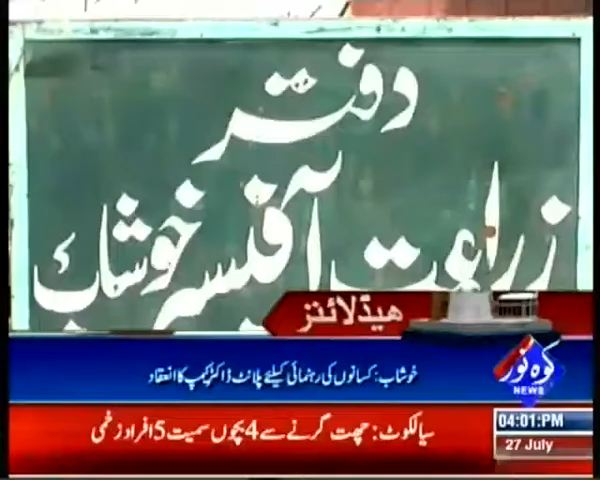 دفتر
زراعت آفیسر خوشاب
ہیڈلائنز
خوشاب: کسانوں کی رہنمائی کیلئے پلانٹ ڈاکٹر کیمپ کا انعقاد
کوہ نور
NEWS
سیالکوٹ: چھت گرنے سے 4 بچوں سمیت 5 افراد زخمی
04:01:PM
27 July